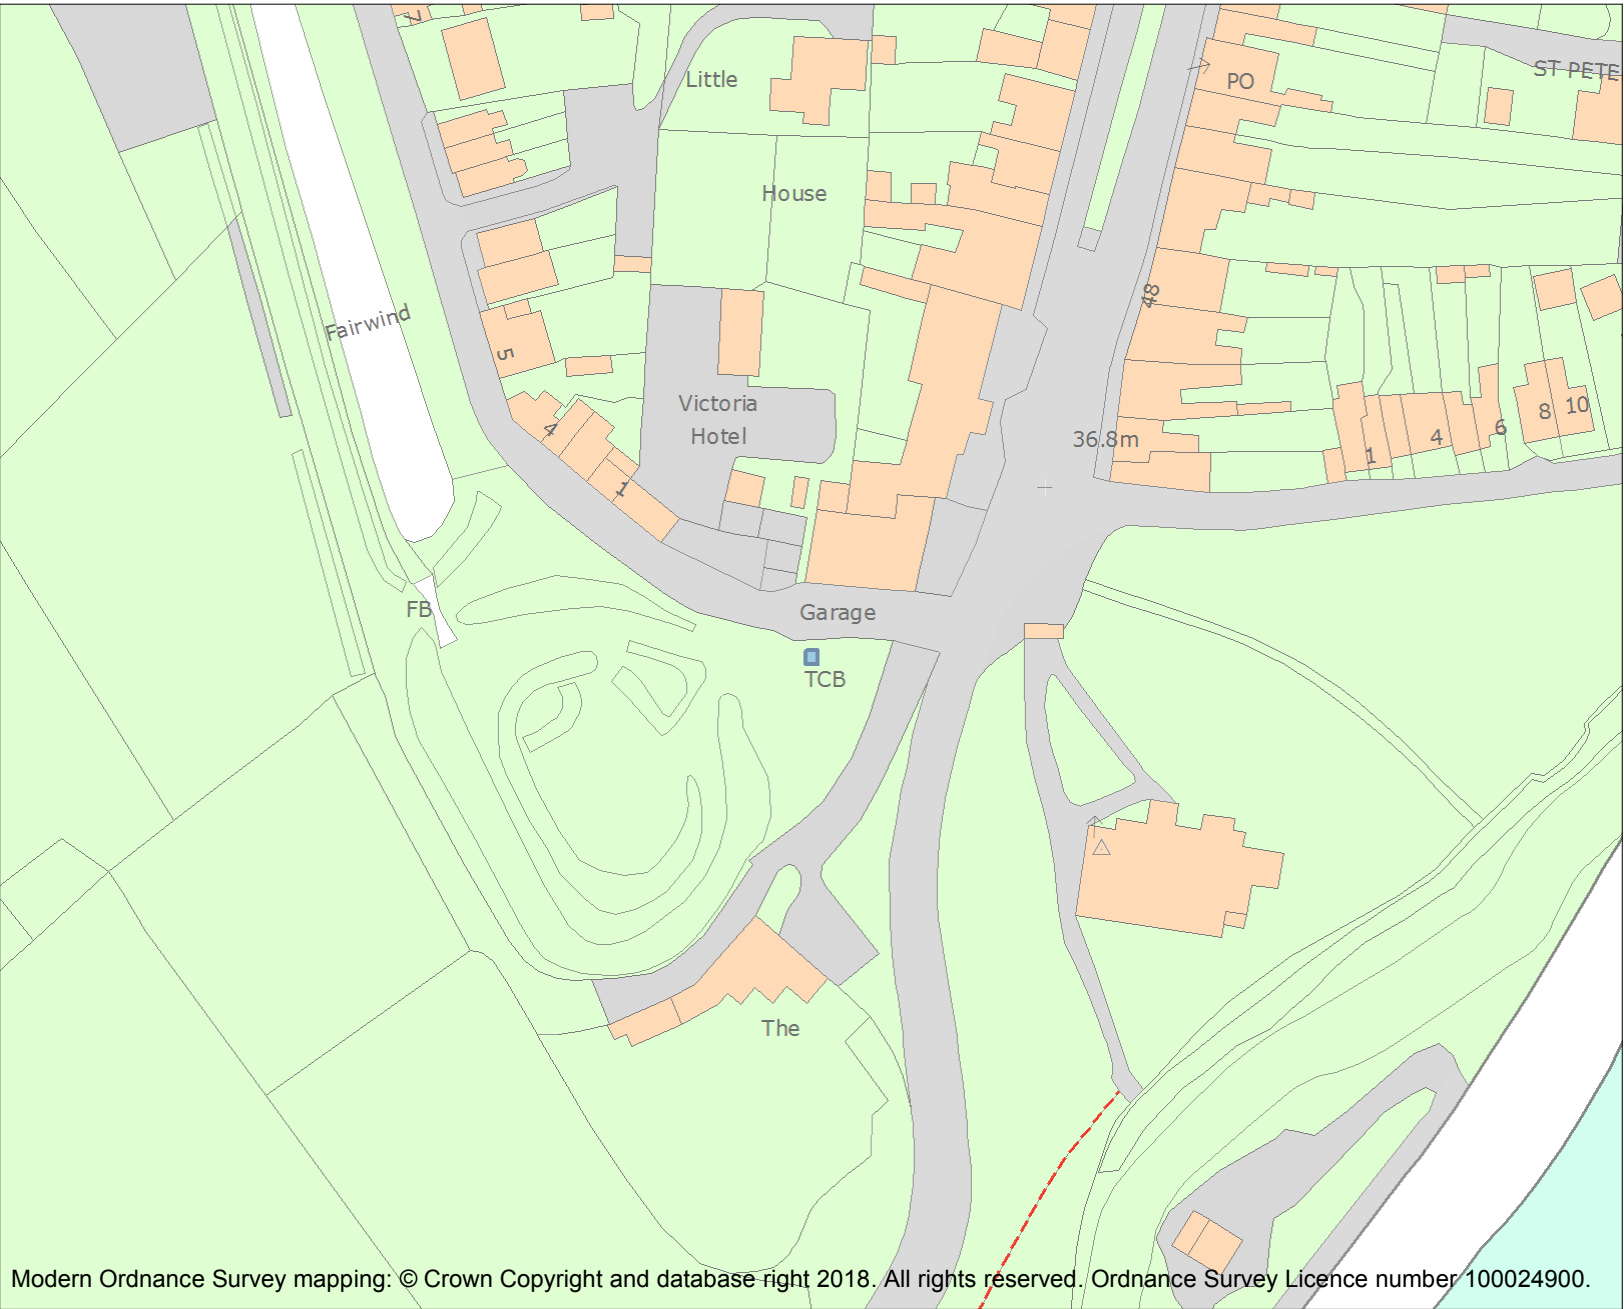 7
Little
PO
ST PETE
House
48
Fairwind
5
Victoria
Hotel
4
1
36.8m
1
4
6
8
10
FB
Garage
TCB
The
Modern Ordnance Survey mapping: © Crown Copyright and database right 2018. All rights reserved. Ordnance Survey Licence number 100024900.